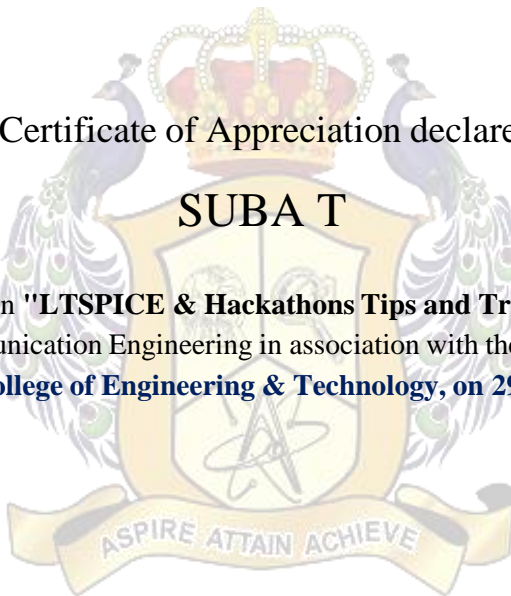 Certificate of Appreciation declare
SUBA T
n "LTSPICE & Hackathons Tips and Tr
unication Engineering in association with the
ollege of Engineering & Technology, on 29
ASPIRE ATTAIN ACHIEVE